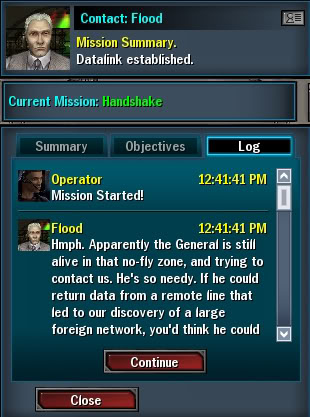 Contact: Flood
Mission Summary.
Datalink established.
Current Mission: Handshake
Summary Objectives Log
Operator 12:41:41 PM
Mission Started!
Flood 12:41:41 PM
Hmph. Apparently the General is still
alive in that no-fly zone, and trying to
contact us. He's so needy. If he could
return data from a remote line that
led to our discovery of a large
foreign network, you'd think he could
Continue
Close